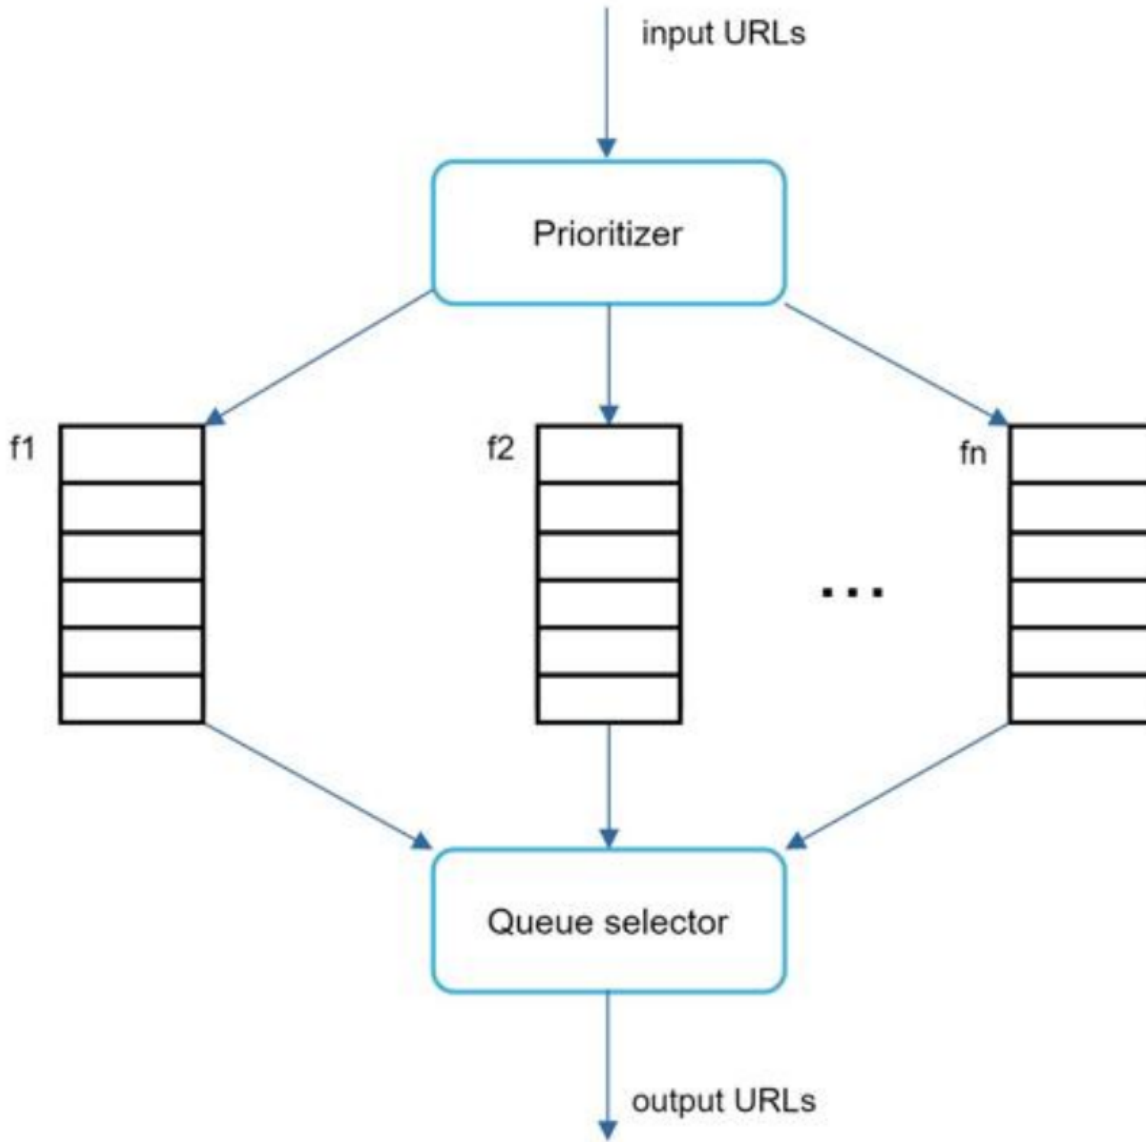 input URLs
Prioritizer
f1
f2
fn
...
Queue selector
output URLs